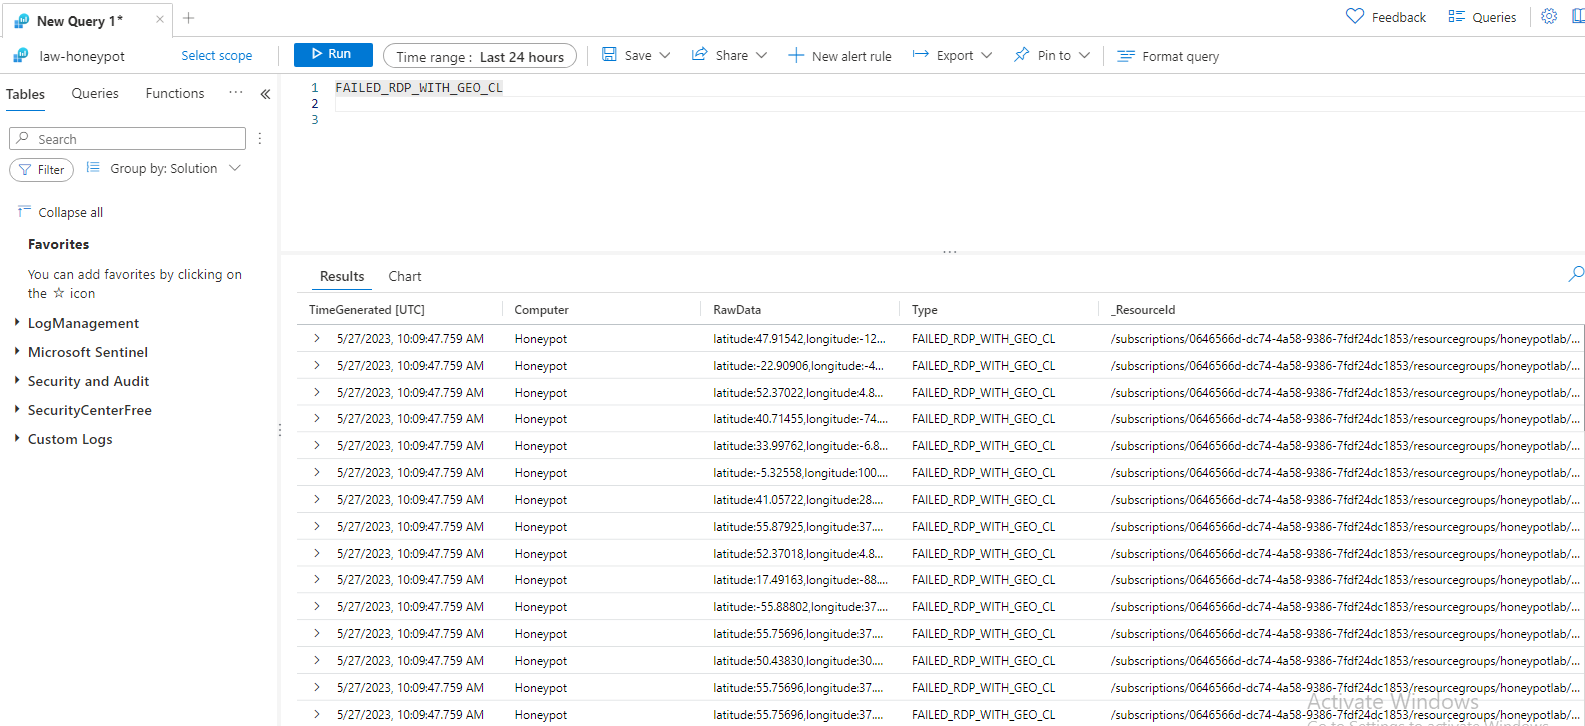 New Query 1*
Feedback
Queries
law-honeypot
Select scope
Run
Time range : Last 24 hours
Save
Share
New alert rule
Export
Pin to
Format query
Tables
Queries
Functions
Search
Filter
Group by: Solution
Collapse all
Favorites
You can add favorites by clicking on
the ☆ icon
LogManagement
Microsoft Sentinel
Security and Audit
SecurityCenterFree
Custom Logs
1 FAILED_RDP_WITH_GEO_CL
2
3
Results
Chart
TimeGenerated [UTC] Computer RawData Type _ResourceId
5/27/2023, 10:09:47.759 AM Honeypot latitude:47.91542,longitude:-12... FAILED_RDP_WITH_GEO_CL /subscriptions/0646566d-dc74-4a58-9386-7fdf24dc1853/resourcegroups/honeypotlab/...
5/27/2023, 10:09:47.759 AM Honeypot latitude:-22.90906,longitude:-4... FAILED_RDP_WITH_GEO_CL /subscriptions/0646566d-dc74-4a58-9386-7fdf24dc1853/resourcegroups/honeypotlab/...
5/27/2023, 10:09:47.759 AM Honeypot latitude:52.37022,longitude:4.8... FAILED_RDP_WITH_GEO_CL /subscriptions/0646566d-dc74-4a58-9386-7fdf24dc1853/resourcegroups/honeypotlab/...
5/27/2023, 10:09:47.759 AM Honeypot latitude:40.71455,longitude:-74.... FAILED_RDP_WITH_GEO_CL /subscriptions/0646566d-dc74-4a58-9386-7fdf24dc1853/resourcegroups/honeypotlab/...
5/27/2023, 10:09:47.759 AM Honeypot latitude:33.99762,longitude:-6.8... FAILED_RDP_WITH_GEO_CL /subscriptions/0646566d-dc74-4a58-9386-7fdf24dc1853/resourcegroups/honeypotlab/...
5/27/2023, 10:09:47.759 AM Honeypot latitude:-5.32558,longitude:100.... FAILED_RDP_WITH_GEO_CL /subscriptions/0646566d-dc74-4a58-9386-7fdf24dc1853/resourcegroups/honeypotlab/...
5/27/2023, 10:09:47.759 AM Honeypot latitude:41.05722,longitude:28.... FAILED_RDP_WITH_GEO_CL /subscriptions/0646566d-dc74-4a58-9386-7fdf24dc1853/resourcegroups/honeypotlab/...
5/27/2023, 10:09:47.759 AM Honeypot latitude:55.87925,longitude:37.... FAILED_RDP_WITH_GEO_CL /subscriptions/0646566d-dc74-4a58-9386-7fdf24dc1853/resourcegroups/honeypotlab/...
5/27/2023, 10:09:47.759 AM Honeypot latitude:52.37018,longitude:4.8... FAILED_RDP_WITH_GEO_CL /subscriptions/0646566d-dc74-4a58-9386-7fdf24dc1853/resourcegroups/honeypotlab/...
5/27/2023, 10:09:47.759 AM Honeypot latitude:17.49163,longitude:-88.... FAILED_RDP_WITH_GEO_CL /subscriptions/0646566d-dc74-4a58-9386-7fdf24dc1853/resourcegroups/honeypotlab/...
5/27/2023, 10:09:47.759 AM Honeypot latitude:-55.88802,longitude:37.... FAILED_RDP_WITH_GEO_CL /subscriptions/0646566d-dc74-4a58-9386-7fdf24dc1853/resourcegroups/honeypotlab/...
5/27/2023, 10:09:47.759 AM Honeypot latitude:55.75696,longitude:37.... FAILED_RDP_WITH_GEO_CL /subscriptions/0646566d-dc74-4a58-9386-7fdf24dc1853/resourcegroups/honeypotlab/...
5/27/2023, 10:09:47.759 AM Honeypot latitude:50.43830,longitude:30.... FAILED_RDP_WITH_GEO_CL /subscriptions/0646566d-dc74-4a58-9386-7fdf24dc1853/resourcegroups/honeypotlab/...
5/27/2023, 10:09:47.759 AM Honeypot latitude:55.75696,longitude:37.... FAILED_RDP_WITH_GEO_CL /subscriptions/0646566d-dc74-4a58-9386-7fdf24dc1853/resourcegroups/honeypotlab/...
5/27/2023, 10:09:47.759 AM Honeypot latitude:55.75696,longitude:37.... FAILED_RDP_WITH_GEO_CL /subscriptions/0646566d-dc74-4a58-9386-7fdf24dc1853/resourcegroups/honeypotlab/...
Activate Windows
Go to Settings to activate Windows.